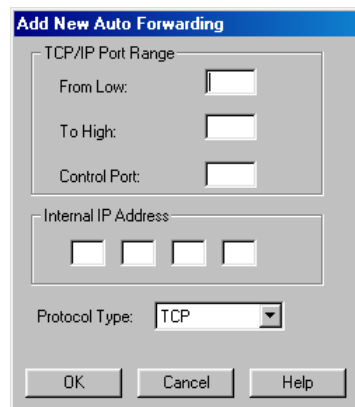 Add New Auto Forwarding
TCP/IP Port Range
From Low:
To High:
Control Port:
Internal IP Address
Protocol Type: TCP
OK Cancel Help